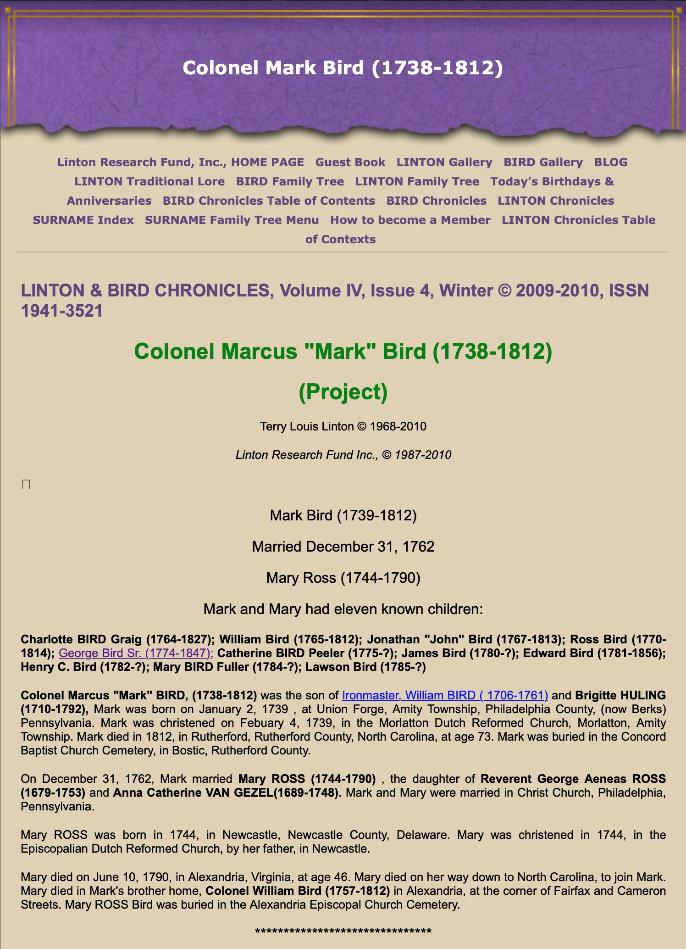 Colonel Mark Bird (1738-1812)
Linton Research Fund, Inc., HOME PAGE Guest Book LINTON Gallery BIRD Gallery BLOG
LINTON Traditional Lore BIRD Family Tree LINTON Family Tree Today's Birthdays &
Anniversaries BIRD Chronicles Table of Contents BIRD Chronicles LINTON Chronicles
SURNAME Index SURNAME Family Tree Menu How to become a Member LINTON Chronicles Table
of Contexts
LINTON & BIRD CHRONICLES, Volume IV, Issue 4, Winter © 2009-2010, ISSN
1941-3521
Colonel Marcus "Mark" Bird (1738-1812)
(Project)
Terry Louis Linton © 1968-2010
Linton Research Fund Inc., © 1987-2010
Mark Bird (1739-1812)
Married December 31, 1762
Mary Ross (1744-1790)
Mark and Mary had eleven known children:
Charlotte BIRD Graig (1764-1827); William Bird (1765-1812); Jonathan "John" Bird (1767-1813); Ross Bird (1770-
1814); George Bird Sr. (1774-1847); Catherine BIRD Peeler (1775-?); James Bird (1780-?); Edward Bird (1781-1856);
Henry C. Bird (1782-?); Mary BIRD Fuller (1784-?); Lawson Bird (1785-?)
Colonel Marcus "Mark" BIRD, (1738-1812) was the son of Ironmaster, William BIRD ( 1706-1761) and Brigitte HULING
(1710-1792), Mark was born on January 2, 1739 , at Union Forge, Amity Township, Philadelphia County, (now Berks)
Pennsylvania. Mark was christened on Febuary 4, 1739, in the Morlatton Dutch Reformed Church, Morlatton, Amity
Township. Mark died in 1812, in Rutherford, Rutherford County, North Carolina, at age 73. Mark was buried in the Concord
Baptist Church Cemetery, in Bostic, Rutherford County.
On December 31, 1762, Mark married Mary ROSS (1744-1790) , the daughter of Reverent George Aeneas ROSS
(1679-1753) and Anna Catherine VAN GEZEL(1689-1748). Mark and Mary were married in Christ Church, Philadelphia,
Pennsylvania.
Mary ROSS was born in 1744, in Newcastle, Newcastle County, Delaware. Mary was christened in 1744, in the
Episcopalian Dutch Reformed Church, by her father, in Newcastle.
Mary died on June 10, 1790, in Alexandria, Virginia, at age 46. Mary died on her way down to North Carolina, to join Mark.
Mary died in Mark's brother home, Colonel William Bird (1757-1812) in Alexandria, at the corner of Fairfax and Cameron
Streets. Mary ROSS Bird was buried in the Alexandria Episcopal Church Cemetery.
*******************************